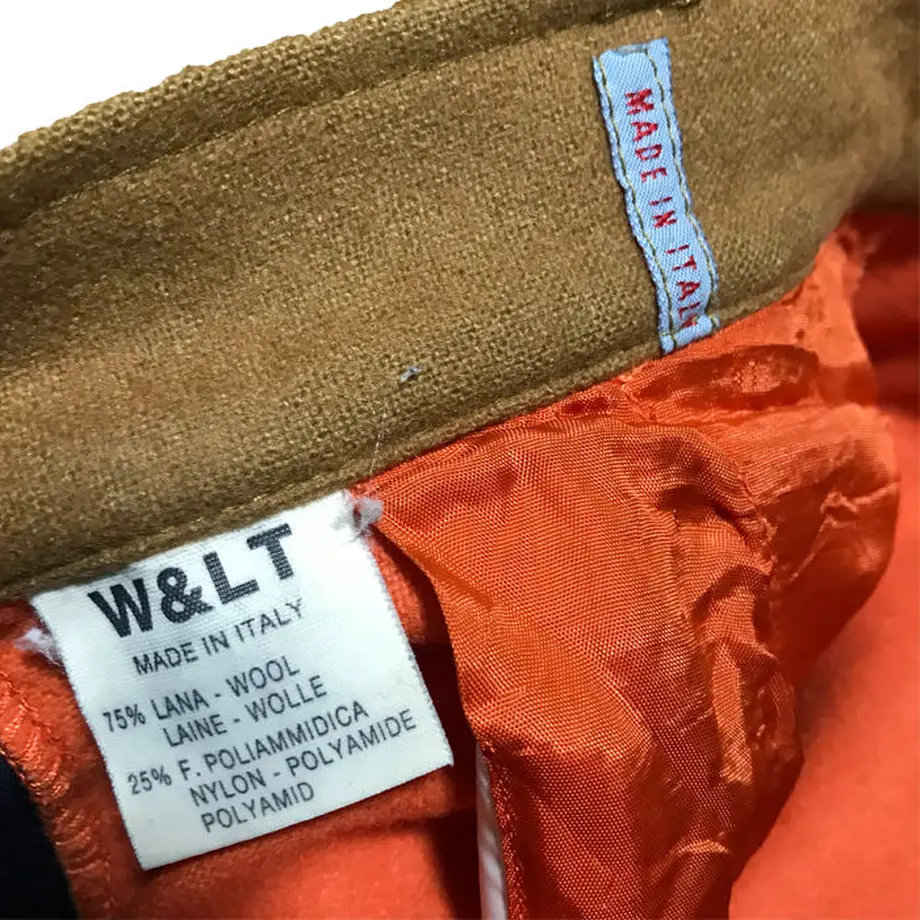 MADE IN ITALY
W&LT
MADE IN ITALY
75% LANA - WOOL
LAINE - WOLLE
25% F. POLIAMMIDICA
NYLON - POLYAMIDE
POLYAMID